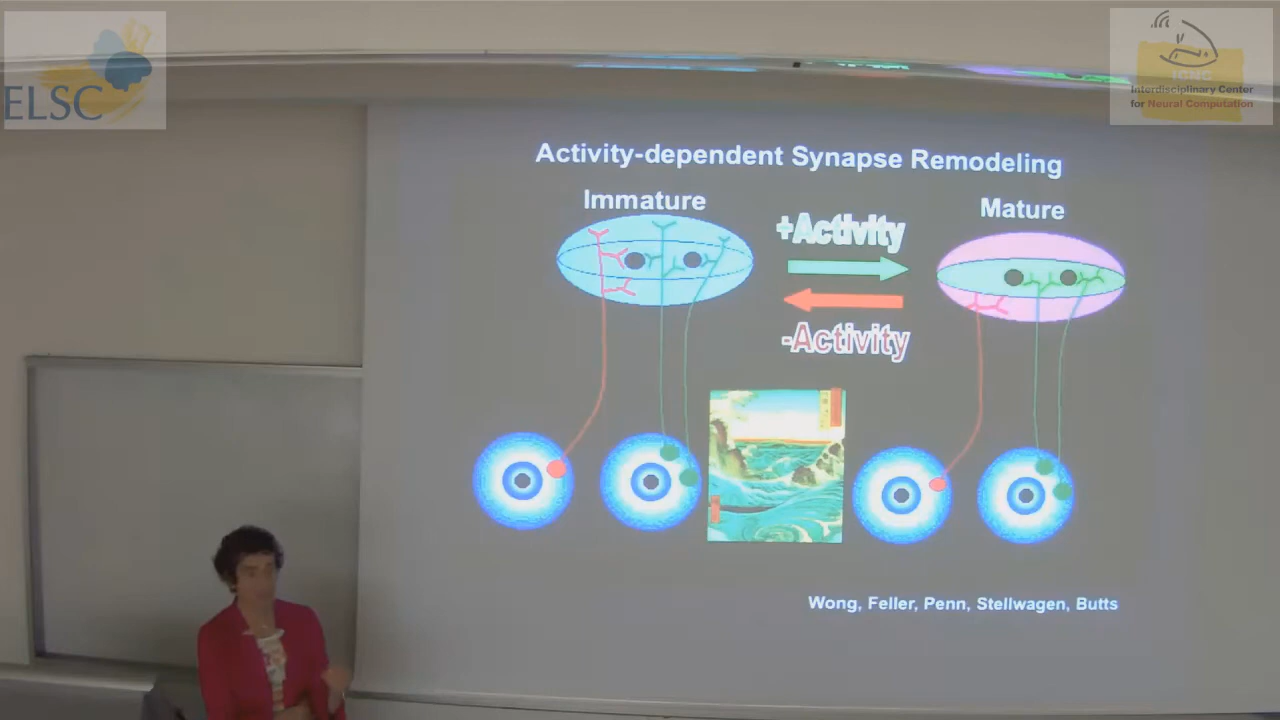 ELSC
ICNC
Interdisciplinary Center
for Neural Computation
Activity-dependent Synapse Remodeling
Immature
Mature
+Activity
-Activity
Wong, Feller, Penn, Stellwagen, Butts